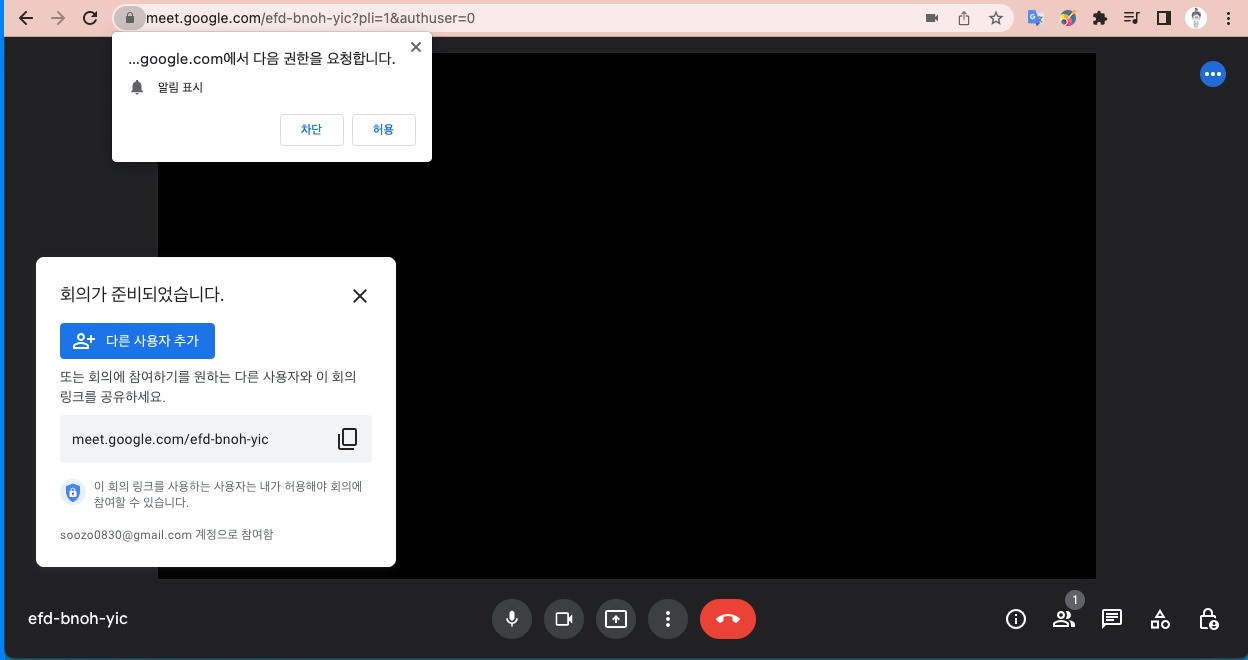 meet.google.com/efd-bnoh-yic?pli=1&authuser=0
...google.com에서 다음 권한을 요청합니다.
알림 표시
차단 허용
회의가 준비되었습니다.
다른 사용자 추가
또는 회의에 참여하기를 원하는 다른 사용자와 이 회의
링크를 공유하세요.
meet.google.com/efd-bnoh-yic
이 회의 링크를 사용하는 사용자는 내가 허용해야 회의에
참여할 수 있습니다.
soozo0830@gmail.com 계정으로 참여함
efd-bnoh-yic
1